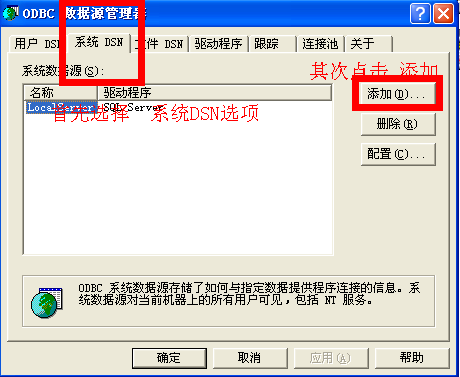 ODBC 数据源管理器
用户 DSN 系统 DSN 文件 DSN 驱动程序 跟踪 连接池 关于
系统数据源(S):
其次点击 添加
名称 驱动程序
添加(D)...
LocalServer SQL Server
首先选择 系统DSN选项
删除(R)
配置(C)...
ODBC 系统数据源存储了如何与指定数据提供程序连接的信息。系
统数据源对当前机器上的所有用户可见,包括 NT 服务。
确定 取消 应用(A) 帮助